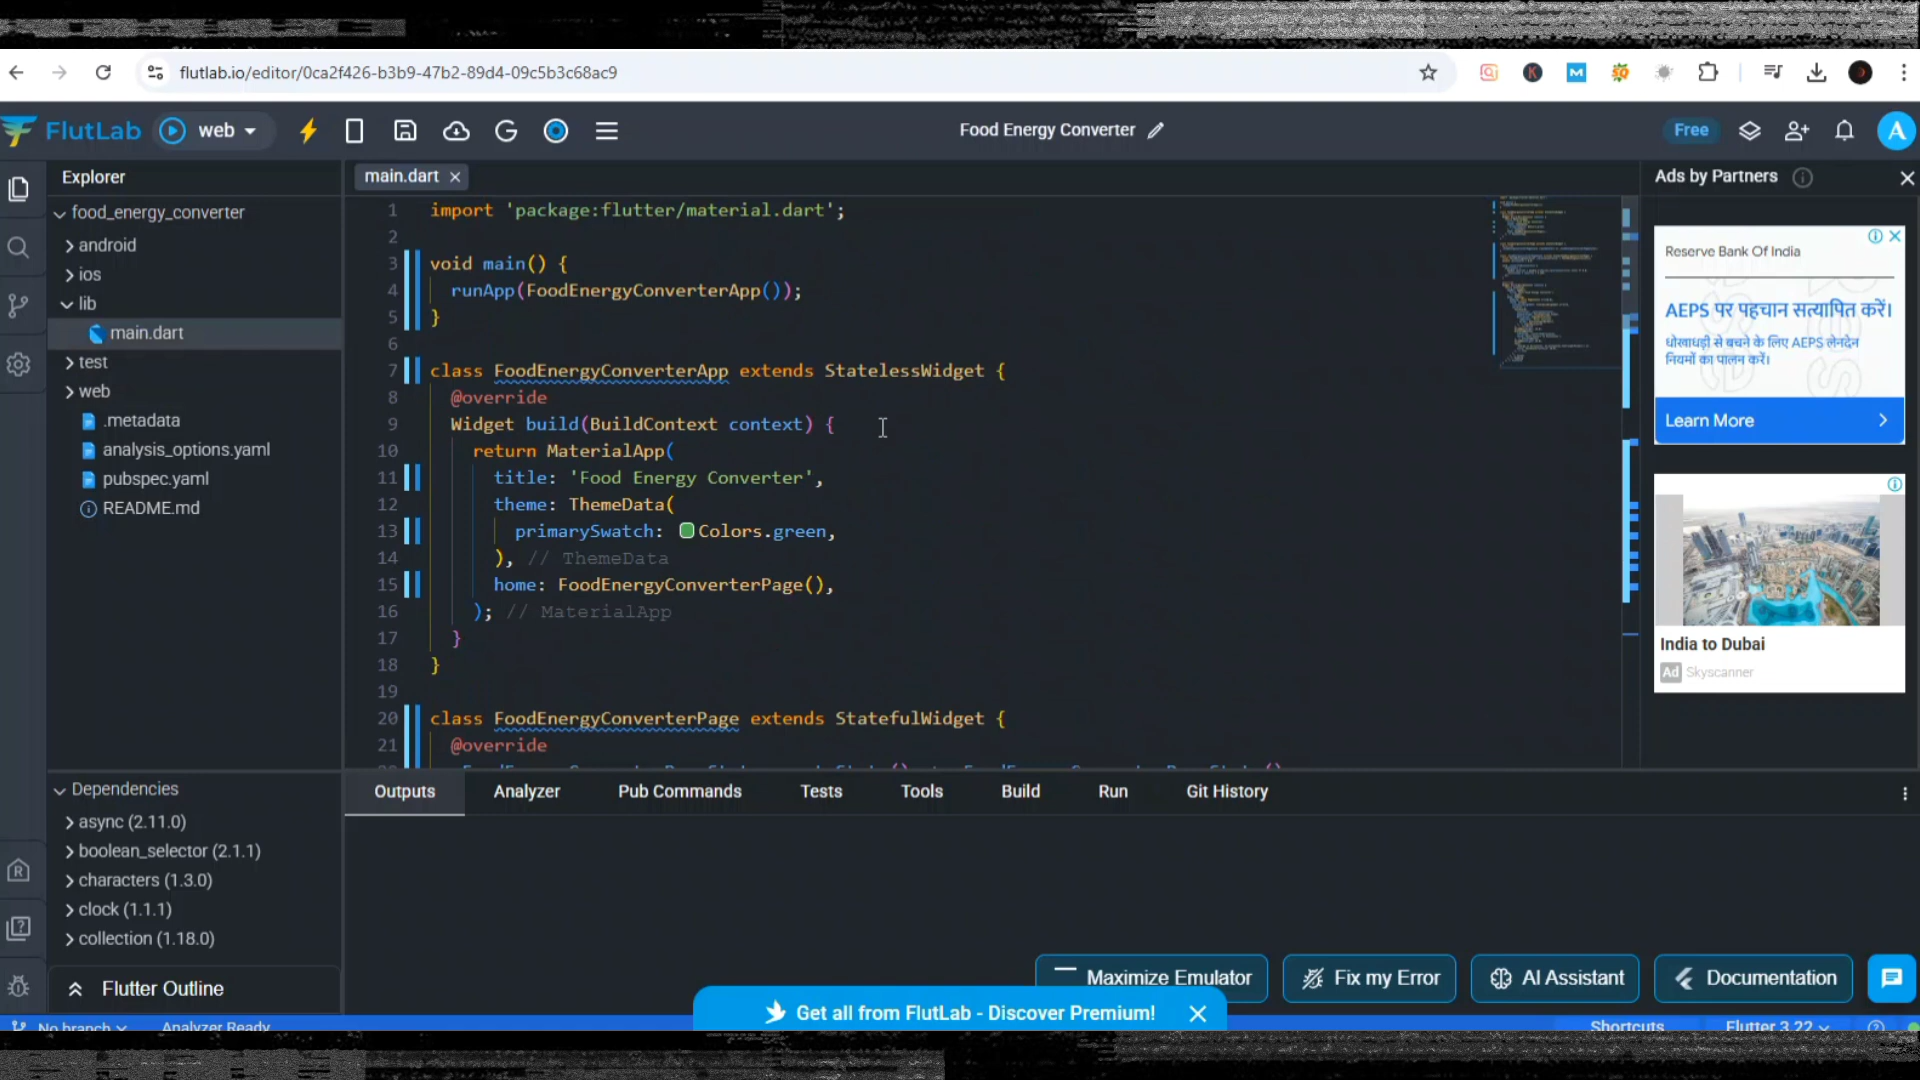 flutlab.io/editor/0ca2f426-b3b9-47b2-89d4-09c5b3c68ac9
FlutLab
web
Food Energy Converter
Free
A
Explorer
food_energy_converter
android
ios
lib
main.dart
test
web
.metadata
analysis_options.yaml
pubspec.yaml
README.md
Dependencies
async (2.11.0)
boolean_selector (2.1.1)
characters (1.3.0)
clock (1.1.1)
collection (1.18.0)
Flutter Outline
main.dart
1 import 'package:flutter/material.dart';
2
3 void main() {
4 runApp(FoodEnergyConverterApp());
5 }
6
7 class FoodEnergyConverterApp extends StatelessWidget {
8 @override
9 Widget build(BuildContext context) {
10 return MaterialApp(
11 title: 'Food Energy Converter',
12 theme: ThemeData(
13 primarySwatch: Colors.green,
14 ), // ThemeData
15 home: FoodEnergyConverterPage(),
16 ); // MaterialApp
17 }
18 }
19
20 class FoodEnergyConverterPage extends StatefulWidget {
21 @override
Outputs Analyzer Pub Commands Tests Tools Build Run Git History
Maximize Emulator
Fix my Error
AI Assistant
Documentation
Get all from FlutLab - Discover Premium!
No branch
Analyzer Ready
Shortcuts
Flutter 3.22
Ads by Partners
Reserve Bank Of India
AEPS पर पहचान सत्यापित करें।
धोखाधड़ी से बचने के लिए AEPS लेनदेन
नियमों का पालन करें।
Learn More
India to Dubai
Ad Skyscanner